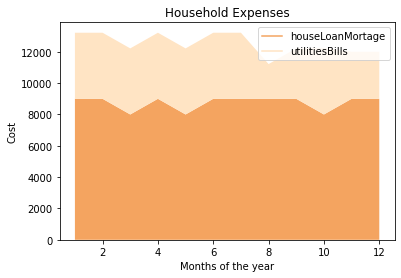 Household Expenses
houseLoanMortage
utilitiesBills
12000
10000
8000
6000
4000
2000
0
Cost
2 4 6 8 10 12
Months of the year